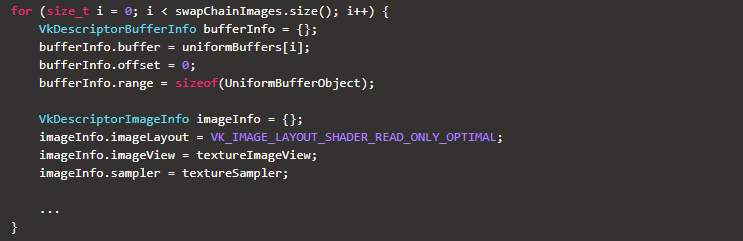 for (size_t i = 0; i < swapChainImages.size(); i++) {
    VkDescriptorBufferInfo bufferInfo = {};
    bufferInfo.buffer = uniformBuffers[i];
    bufferInfo.offset = 0;
    bufferInfo.range = sizeof(UniformBufferObject);

    VkDescriptorImageInfo imageInfo = {};
    imageInfo.imageLayout = VK_IMAGE_LAYOUT_SHADER_READ_ONLY_OPTIMAL;
    imageInfo.imageView = textureImageView;
    imageInfo.sampler = textureSampler;

    ...
}